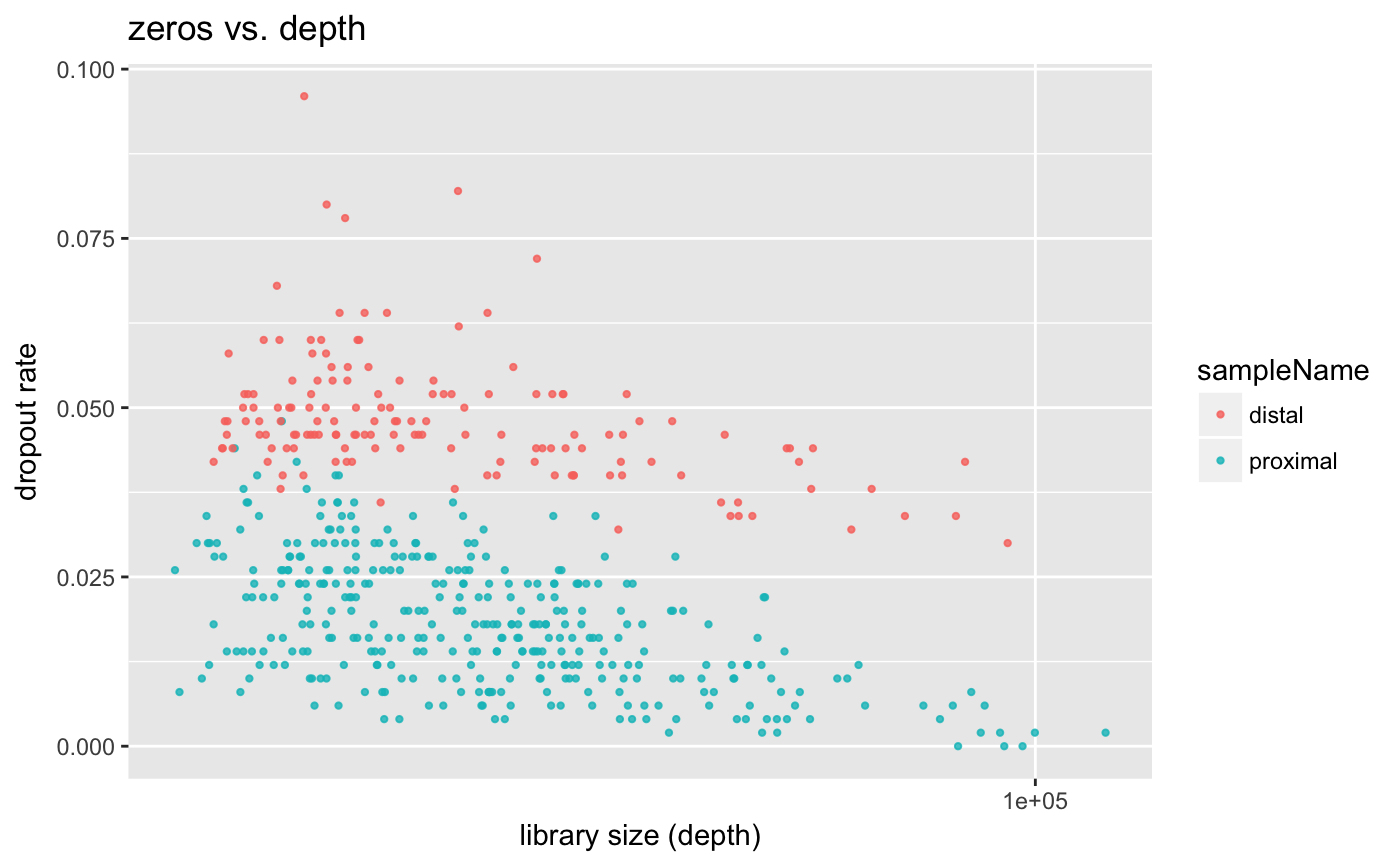 zeros vs. depth
0.100
0.075
0.050
0.025
0.000
dropout rate
1e+05
library size (depth)
sampleName
distal
proximal